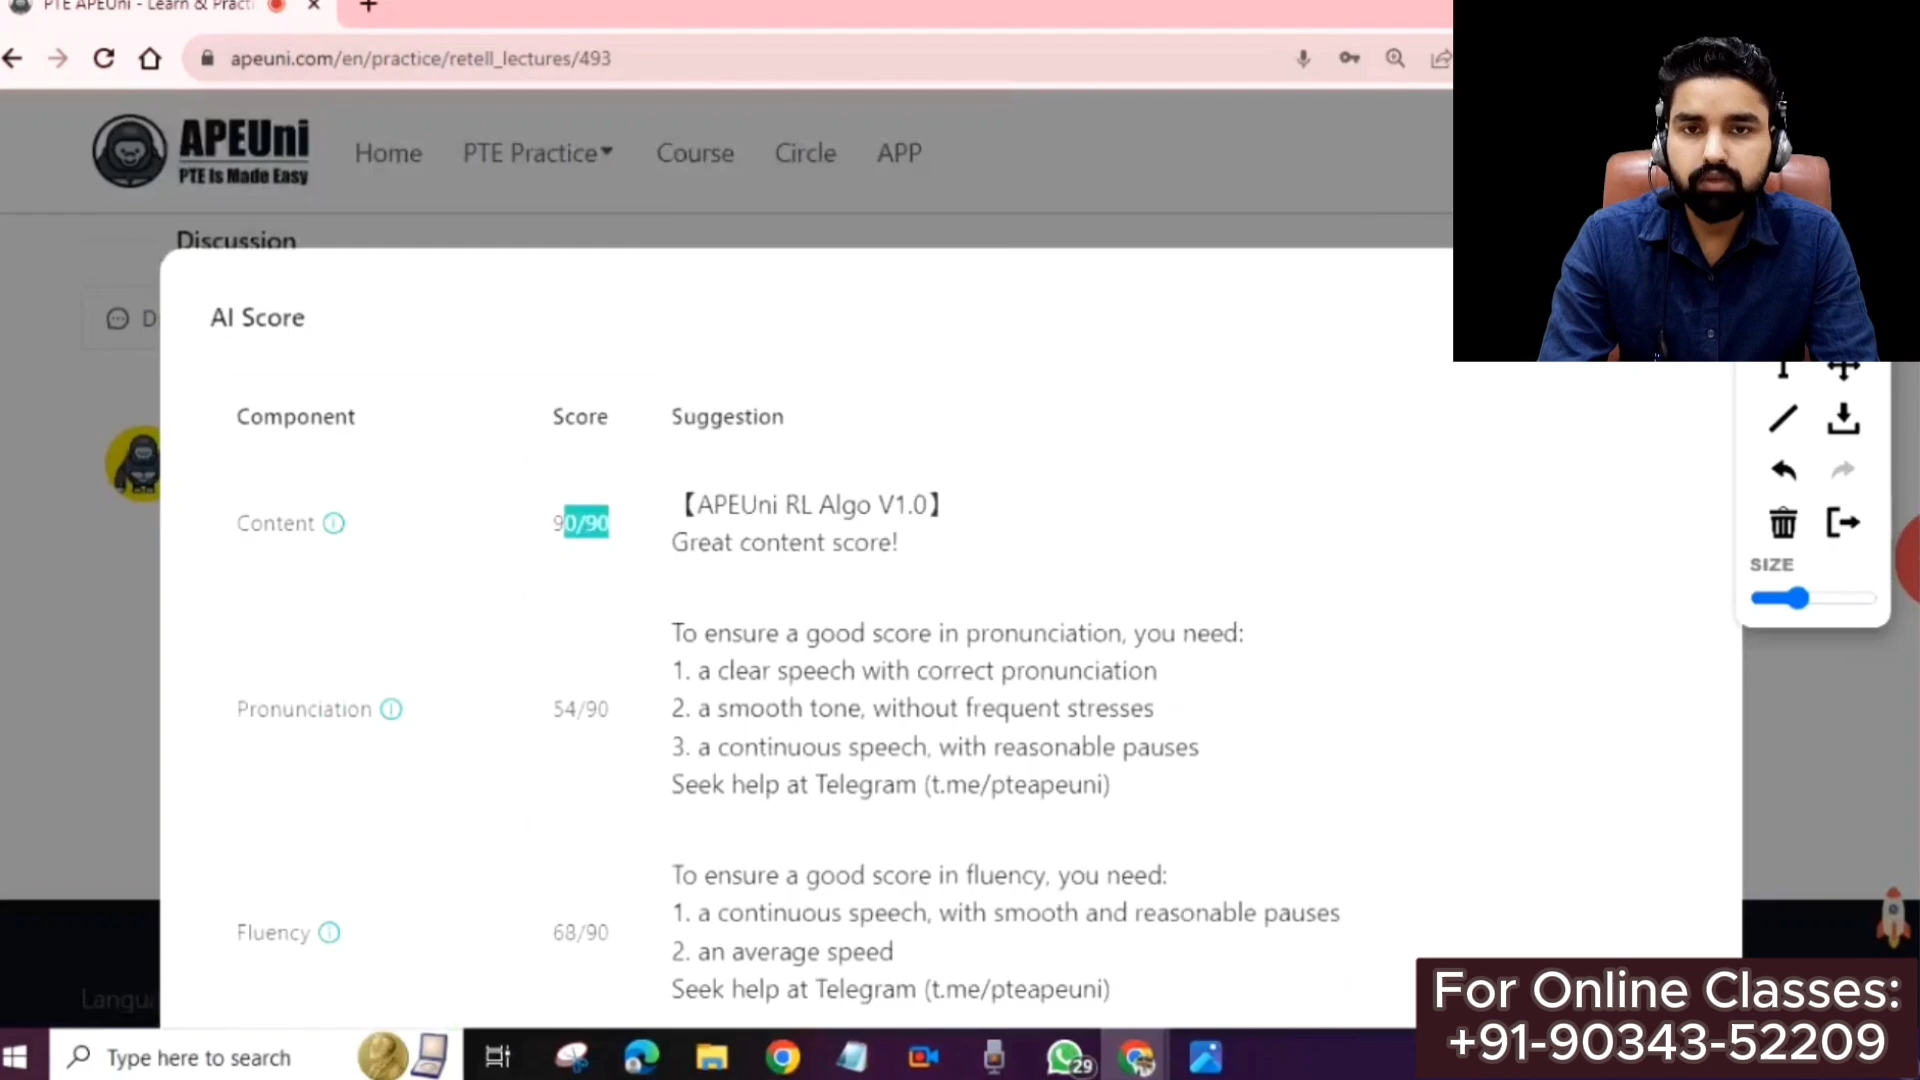 PTE APEUni - Learn & Practi
apeuni.com/en/practice/retell_lectures/493
APEUni
PTE Is Made Easy
Home
PTE Practice
Course
Circle
APP
Discussion
D
AI Score
Component
Score
Suggestion
Content
90/90
【APEUni RL Algo V1.0】
Great content score!
Pronunciation
54/90
To ensure a good score in pronunciation, you need:
1. a clear speech with correct pronunciation
2. a smooth tone, without frequent stresses
3. a continuous speech, with reasonable pauses
Seek help at Telegram (t.me/pteapeuni)
Fluency
68/90
To ensure a good score in fluency, you need:
1. a continuous speech, with smooth and reasonable pauses
2. an average speed
Seek help at Telegram (t.me/pteapeuni)
SIZE
Langu
For Online Classes:
+91-90343-52209
Type here to search
29